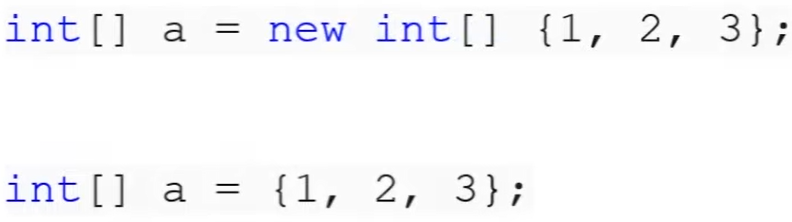 int[] a = new int[] {1, 2, 3};
int[] a = {1, 2, 3};